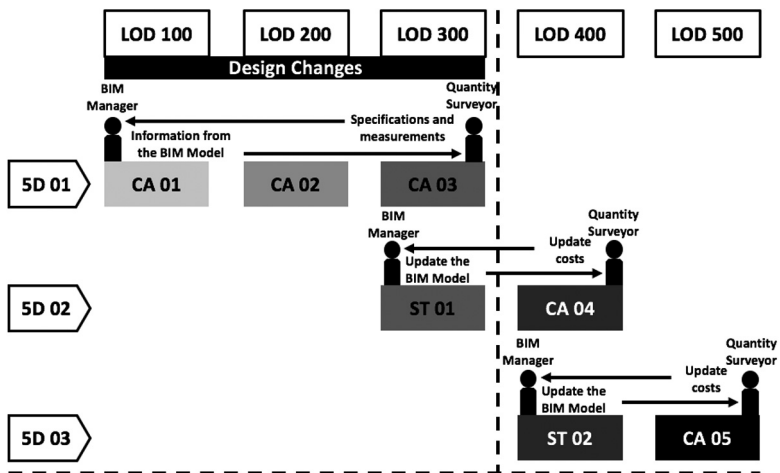 LOD 100 LOD 200 LOD 300 LOD 400 LOD 500
Design Changes
BIM
Manager
Quantity
Surveyor
Specifications and
measurements
Information from
the BIM Model
5D 01 CA 01 CA 02 CA 03
BIM
Manager
Quantity
Surveyor
Update
costs
Update the
BIM Model
5D 02 ST 01 CA 04
BIM
Manager
Quantity
Surveyor
Update
costs
Update the
BIM Model
5D 03 ST 02 CA 05